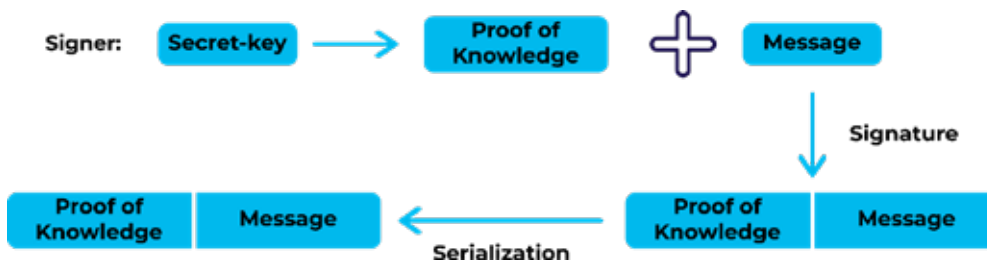 Signer:
Secret-key
Proof of
Knowledge
Message
Signature
Proof of
Knowledge
Message
Proof of
Knowledge
Message
Serialization